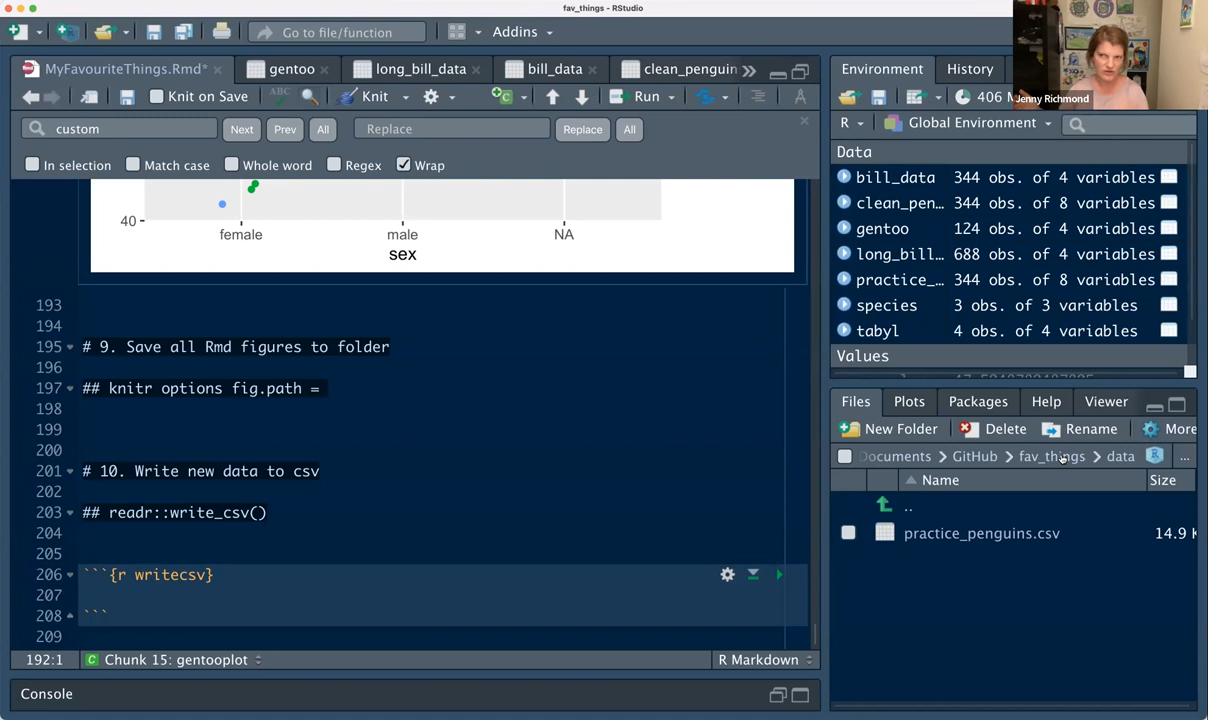 fav_things - RStudio
Go to file/function
Addins
MyFavouriteThings.Rmd*
gentoo
long_bill_data
bill_data
clean_penguin
Knit on Save
ABC
Knit
Run
custom
Next
Prev
All
Replace
Replace
All
In selection
Match case
Whole word
Regex
Wrap
40
female
male
NA
sex
193
194
195 # 9. Save all Rmd figures to folder
196
197 ## knitr options fig.path =
198
199
200
201 # 10. Write new data to csv
202
203 ## readr::write_csv()
204
205
206 ```{r writecsv}
207
208 ```
209
192:1
C Chunk 15: gentooplot
R Markdown
Console
Jenny Richmond
Environment
History
406 M
R
Global Environment
Data
bill_data 344 obs. of 4 variables
clean_pen… 344 obs. of 8 variables
gentoo 124 obs. of 4 variables
long_bill… 688 obs. of 4 variables
practice_… 344 obs. of 8 variables
species 3 obs. of 3 variables
tabyl 4 obs. of 4 variables
Values
Files
Plots
Packages
Help
Viewer
New Folder
Delete
Rename
More
Documents > GitHub > fav_things > data
R
...
Name
Size
..
practice_penguins.csv
14.9 K